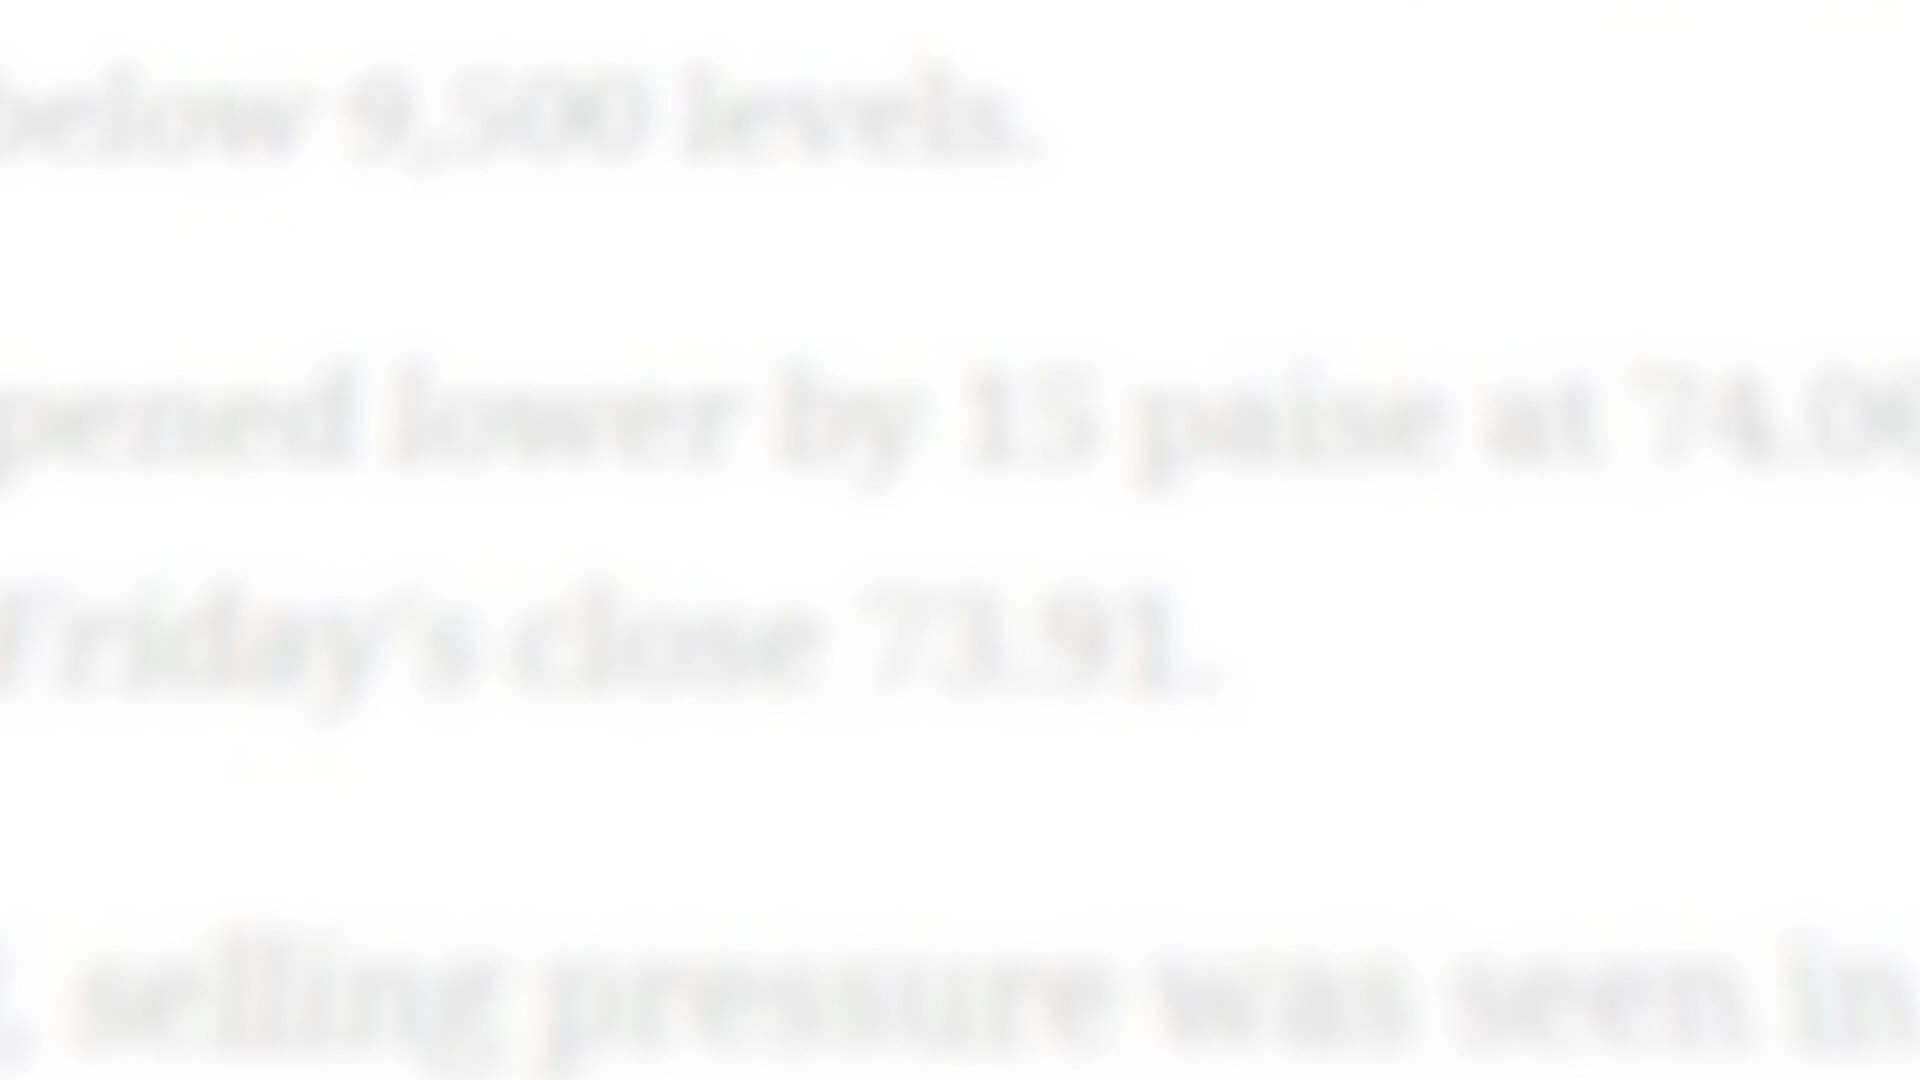 below 9,500 levels.
pened lower by 15 paise at 74.06
Friday's close 73.91.
, selling pressure was seen in